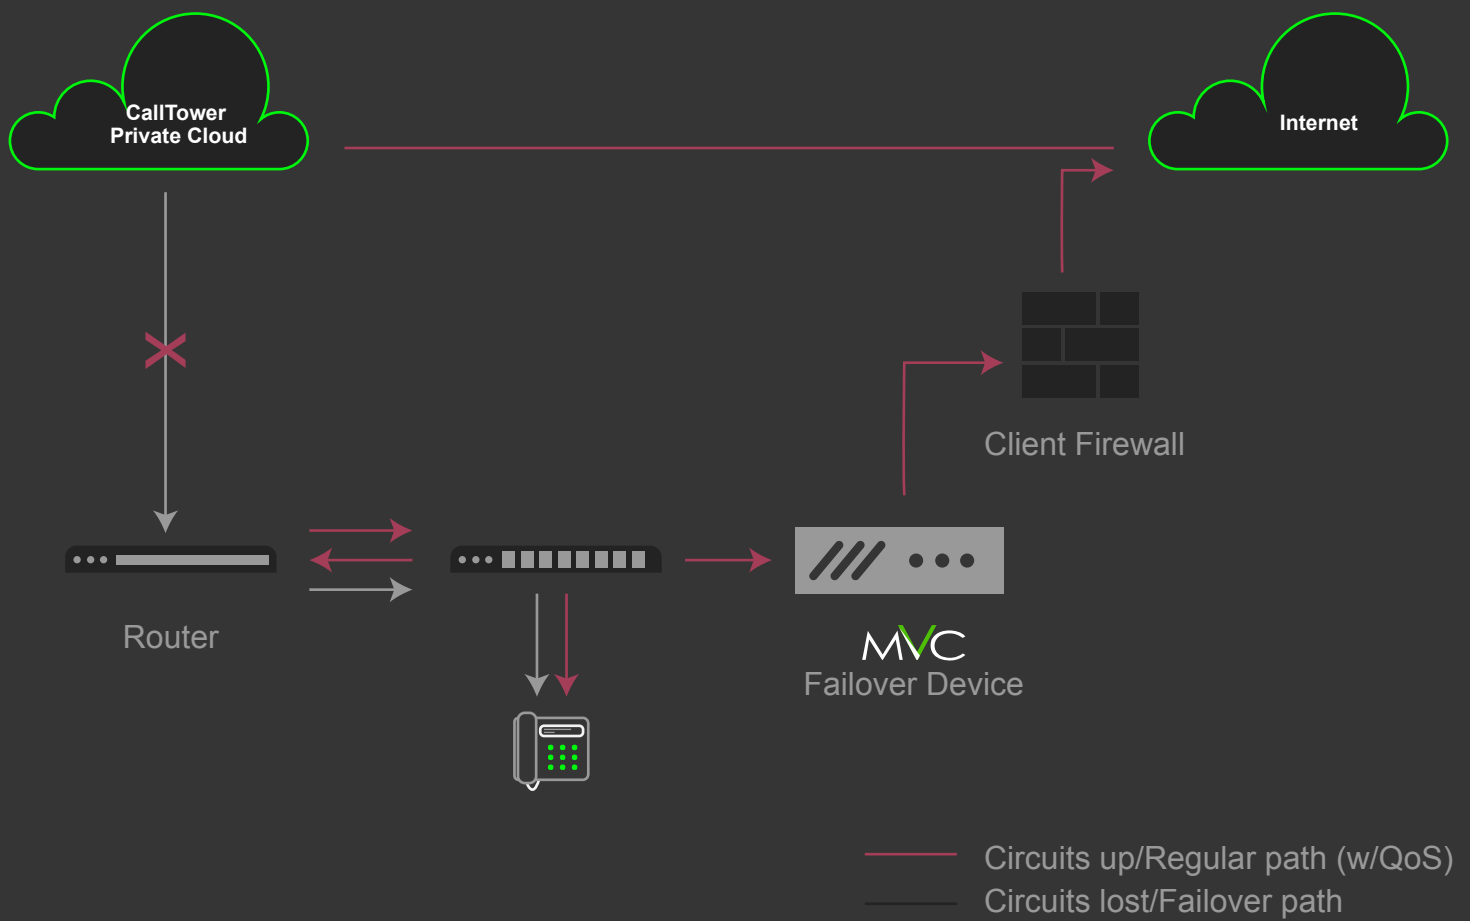 CallTower
Private Cloud
Internet
Client Firewall
Router
MVC
Failover Device
Circuits up/Regular path (w/QoS)
Circuits lost/Failover path